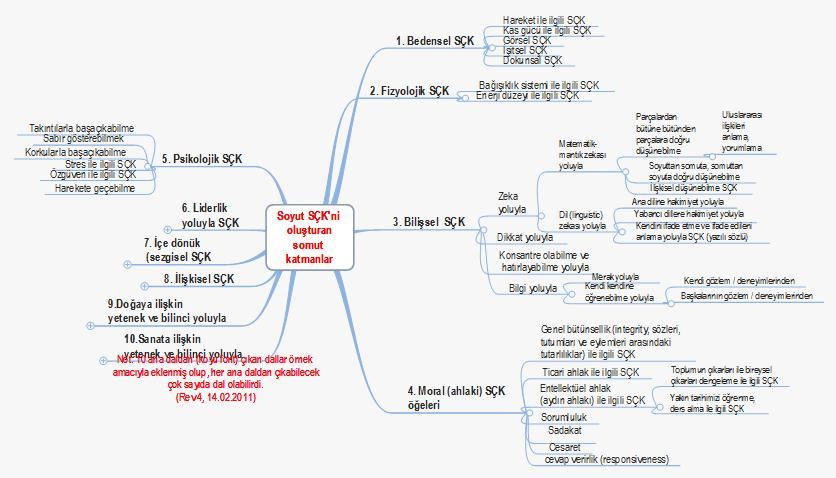 Soyut SÇK'ni
oluşturan
somut
katmanlar
1. Bedensel SÇK
Hareket ile ilgili SÇK
Kas gücü ile ilgili SÇK
Görsel SÇK
İşitsel SÇK
Dokunsal SÇK
2. Fizyolojik SÇK
Bağışıklık sistemi ile ilgili SÇK
Enerji düzeyi ile ilgili SÇK
3. Bilişsel SÇK
Zeka
yoluyla
Matematik-
mantık zekası
yoluyla
Parçalardan
bütüne bütünden
parçalara doğru
düşünebilme
Uluslararası
ilişkileri
anlama,
yorumlama
Soyuttan somuta, somuttan
soyuta doğru düşünebilme
İlişkisel düşünebilme SÇK
Dil (linguistic)
zekası yoluyla
Ana diline hakimiyet yoluyla
Yabancı dillere hakimiyet yoluyla
Kendini ifade etme ve ifade edileni
anlama yoluyla SÇK (yazılı sözlü)
Dikkat yoluyla
Konsantre olabilme ve
hatırlayabilme yoluyla
Bilgi yoluyla
Merak yoluyla
Kendi kendine
öğrenebilme yoluyla
Kendi gözlem / deneyimlerinden
Başkalarının gözlem / deneyimlerinden
4. Moral (ahlaki) SÇK
öğeleri
Genel bütünsellik (integrity, sözleri,
tutumları ve eylemleri arasındaki
tutarlılıklar) ile ilgili SÇK
Ticari ahlak ile ilgili SÇK
Entellektüel ahlak
(aydın ahlakı) ile ilgili SÇK
Toplumun çıkarları ile bireysel
çıkarları dengeleme ile ilgili SÇK
Yakın tarihimizi öğrenme,
ders alma ile ilgili SÇK
Sorumluluk
Sadakat
Cesaret
cevap verirlik (responsiveness)
5. Psikolojik SÇK
Takıntılarla başaçıkabilme
Sabır gösterebilmek
Korkularla başaçıkabilme
Stres ile ilgili SÇK
Özgüven ile ilgili SÇK
Harekete geçebilme
6. Liderlik
yoluyla SÇK
7. İçe dönük
(sezgisel SÇK
8. İlişkisel SÇK
9.Doğaya ilişkin
yetenek ve bilinci yoluyla
10.Sanata ilişkin
yetenek ve bilinci yoluyla
Not: 10 ana daldan (koyu font) çıkan dallar örnek
amacıyla eklenmiş olup, her ana daldan çıkabilecek
çok sayıda dal olabilirdi.
(Rev4, 14.02.2011)